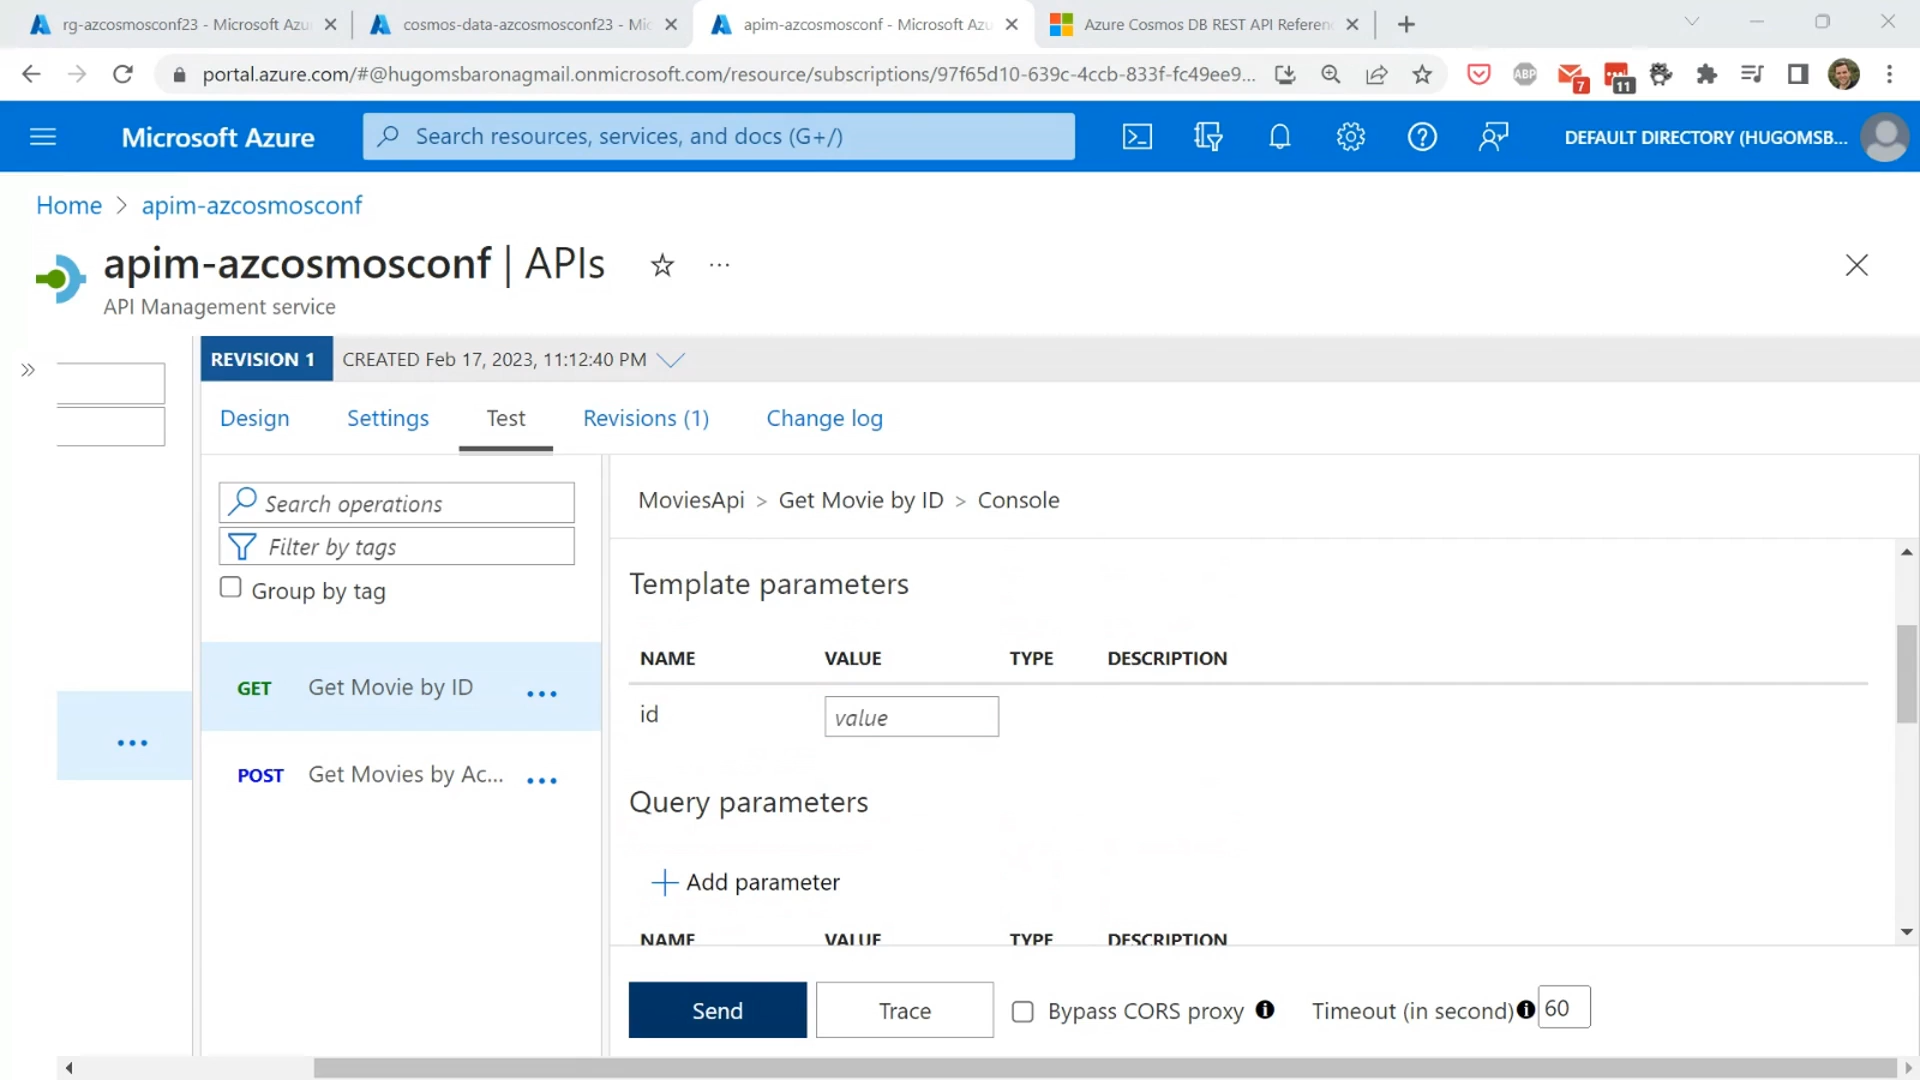 rg-azcosmosconf23 - Microsoft Azu
cosmos-data-azcosmosconf23 - Mic
apim-azcosmosconf - Microsoft Azu
Azure Cosmos DB REST API Referen
portal.azure.com/#@hugomsbaronagmail.onmicrosoft.com/resource/subscriptions/97f65d10-639c-4ccb-833f-fc49ee9...
ABP
7
11
Microsoft Azure
Search resources, services, and docs (G+/)
DEFAULT DIRECTORY (HUGOMSB...
Home > apim-azcosmosconf
apim-azcosmosconf | APIs
...
API Management service
REVISION 1
CREATED Feb 17, 2023, 11:12:40 PM
Design
Settings
Test
Revisions (1)
Change log
Search operations
Filter by tags
Group by tag
GET
Get Movie by ID
...
POST
Get Movies by Ac...
...
...
MoviesApi > Get Movie by ID > Console
Template parameters
NAME VALUE TYPE DESCRIPTION
id value
Query parameters
+ Add parameter
NAME VALUE TYPE DESCRIPTION
Send
Trace
Bypass CORS proxy
Timeout (in second)
60